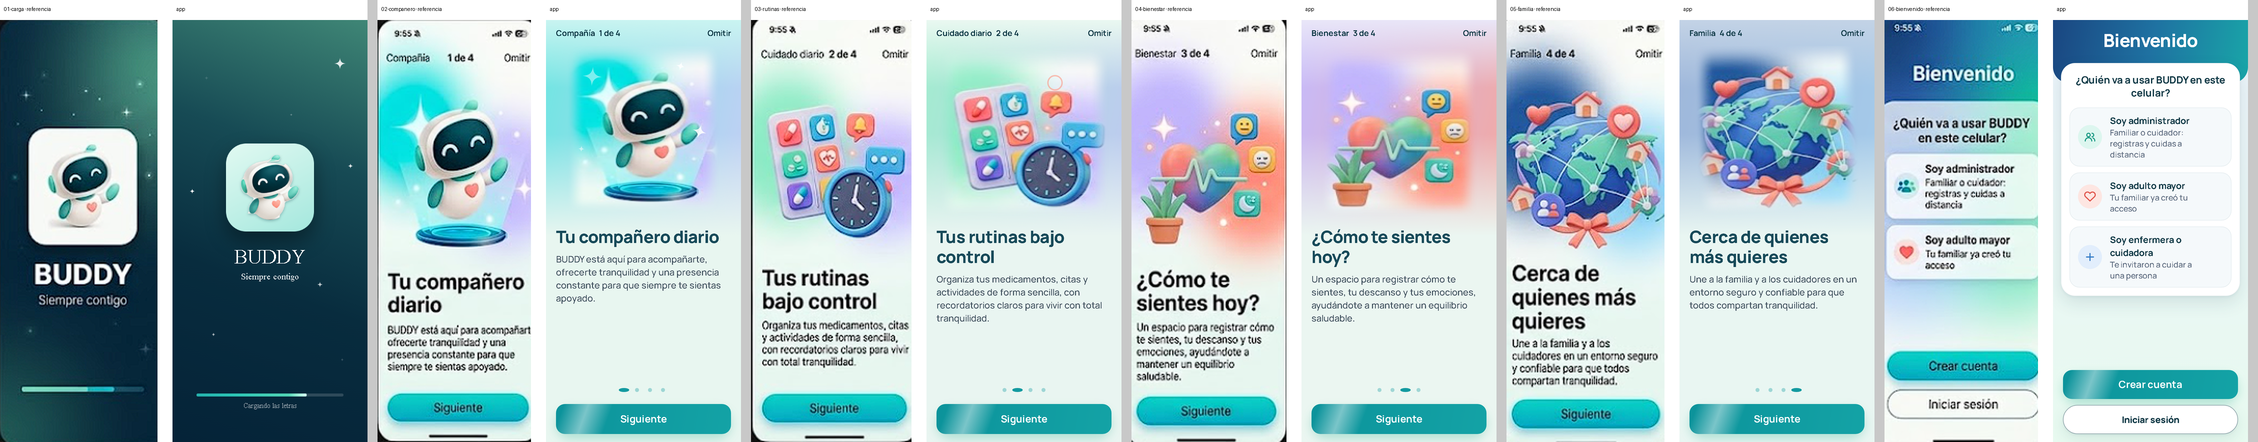 01-carga·referencia
BUDDY
Siempre contigo
app
BUDDY
Siempre contigo
Cargando las letras
02-companero·referencia
9:55
Compañía 1 de 4 Omitir
Tu compañero
diario
BUDDY está aquí para acompañart
ofrecerte tranquilidad y una
presencia constante para que
siempre te sientas apoyado.
Siguiente
app
Compañía 1 de 4 Omitir
Tu compañero diario
BUDDY está aquí para acompañarte,
ofrecerte tranquilidad y una presencia
constante para que siempre te sientas
apoyado.
Siguiente
03-rutinas·referencia
9:55
Cuidado diario 2 de 4 Omitir
Tus rutinas
bajo control
Organiza tus medicamentos, citas
y actividades de forma sencilla,
con recordatorios claros para vivir
con total tranquilidad.
Siguiente
app
Cuidado diario 2 de 4 Omitir
Tus rutinas bajo
control
Organiza tus medicamentos, citas y
actividades de forma sencilla, con
recordatorios claros para vivir con total
tranquilidad.
Siguiente
04-bienestar·referencia
9:55
Bienestar 3 de 4 Omitir
¿Cómo te
sientes hoy?
Un espacio para registrar cómo
te sientes, tu descanso y tus
emociones, ayudándote a
mantener un equilibrio
saludable.
Siguiente
app
Bienestar 3 de 4 Omitir
¿Cómo te sientes
hoy?
Un espacio para registrar cómo te
sientes, tu descanso y tus emociones,
ayudándote a mantener un equilibrio
saludable.
Siguiente
05-familia·referencia
9:55
Familia 4 de 4 Omitir
Cerca de
quienes más
quieres
Une a la familia y a los
cuidadores en un entorno seguro
y confiable para que todos
compartan tranquilidad.
Siguiente
app
Familia 4 de 4 Omitir
Cerca de quienes
más quieres
Une a la familia y a los cuidadores en un
entorno seguro y confiable para que
todos compartan tranquilidad.
Siguiente
06-bienvenido·referencia
9:55
Bienvenido
¿Quién va a usar BUDDY
en este celular?
Soy administrador
Familiar o cuidador:
registras y cuidas a
distancia
Soy adulto mayor
Tu familiar ya creó tu
acceso
Crear cuenta
Iniciar sesión
app
Bienvenido
¿Quién va a usar BUDDY en este
celular?
Soy administrador
Familiar o cuidador:
registras y cuidas a
distancia
Soy adulto mayor
Tu familiar ya creó tu
acceso
Soy enfermera o
cuidadora
Te invitaron a cuidar a
una persona
Crear cuenta
Iniciar sesión